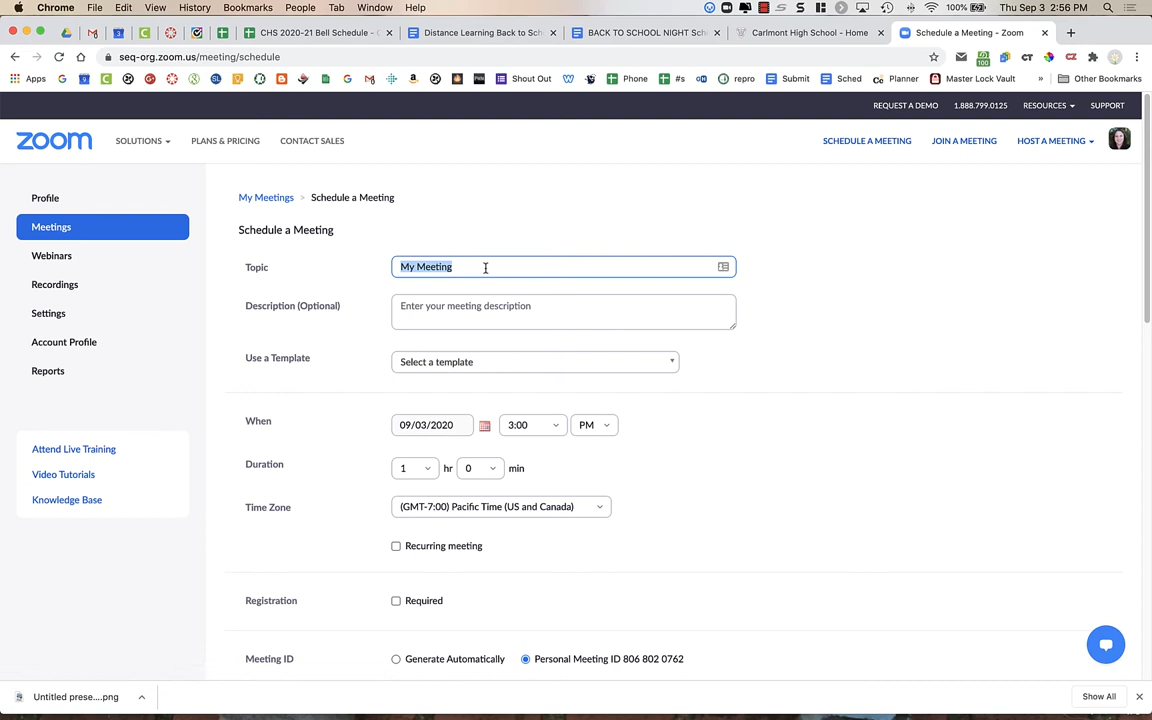 Chrome File Edit View History Bookmarks People Tab Window Help 100% Thu Sep 3 2:56 PM
CHS 2020-21 Bell Schedule - Distance Learning Back to Sch BACK TO SCHOOL NIGHT Sch Carlmont High School - Home Schedule a Meeting - Zoom
seq-org.zoom.us/meeting/schedule
Apps Shout Out Phone #s repro Submit Sched Planner Master Lock Vault » Other Bookmarks
REQUEST A DEMO 1.888.799.0125 RESOURCES SUPPORT
zoom SOLUTIONS PLANS & PRICING CONTACT SALES SCHEDULE A MEETING JOIN A MEETING HOST A MEETING
Profile
Meetings
Webinars
Recordings
Settings
Account Profile
Reports
Attend Live Training
Video Tutorials
Knowledge Base
My Meetings > Schedule a Meeting
Schedule a Meeting
Topic My Meeting
Description (Optional) Enter your meeting description
Use a Template Select a template
When 09/03/2020 3:00 PM
Duration 1 hr 0 min
Time Zone (GMT-7:00) Pacific Time (US and Canada)
Recurring meeting
Registration Required
Meeting ID Generate Automatically Personal Meeting ID 806 802 0762
Untitled prese....png Show All